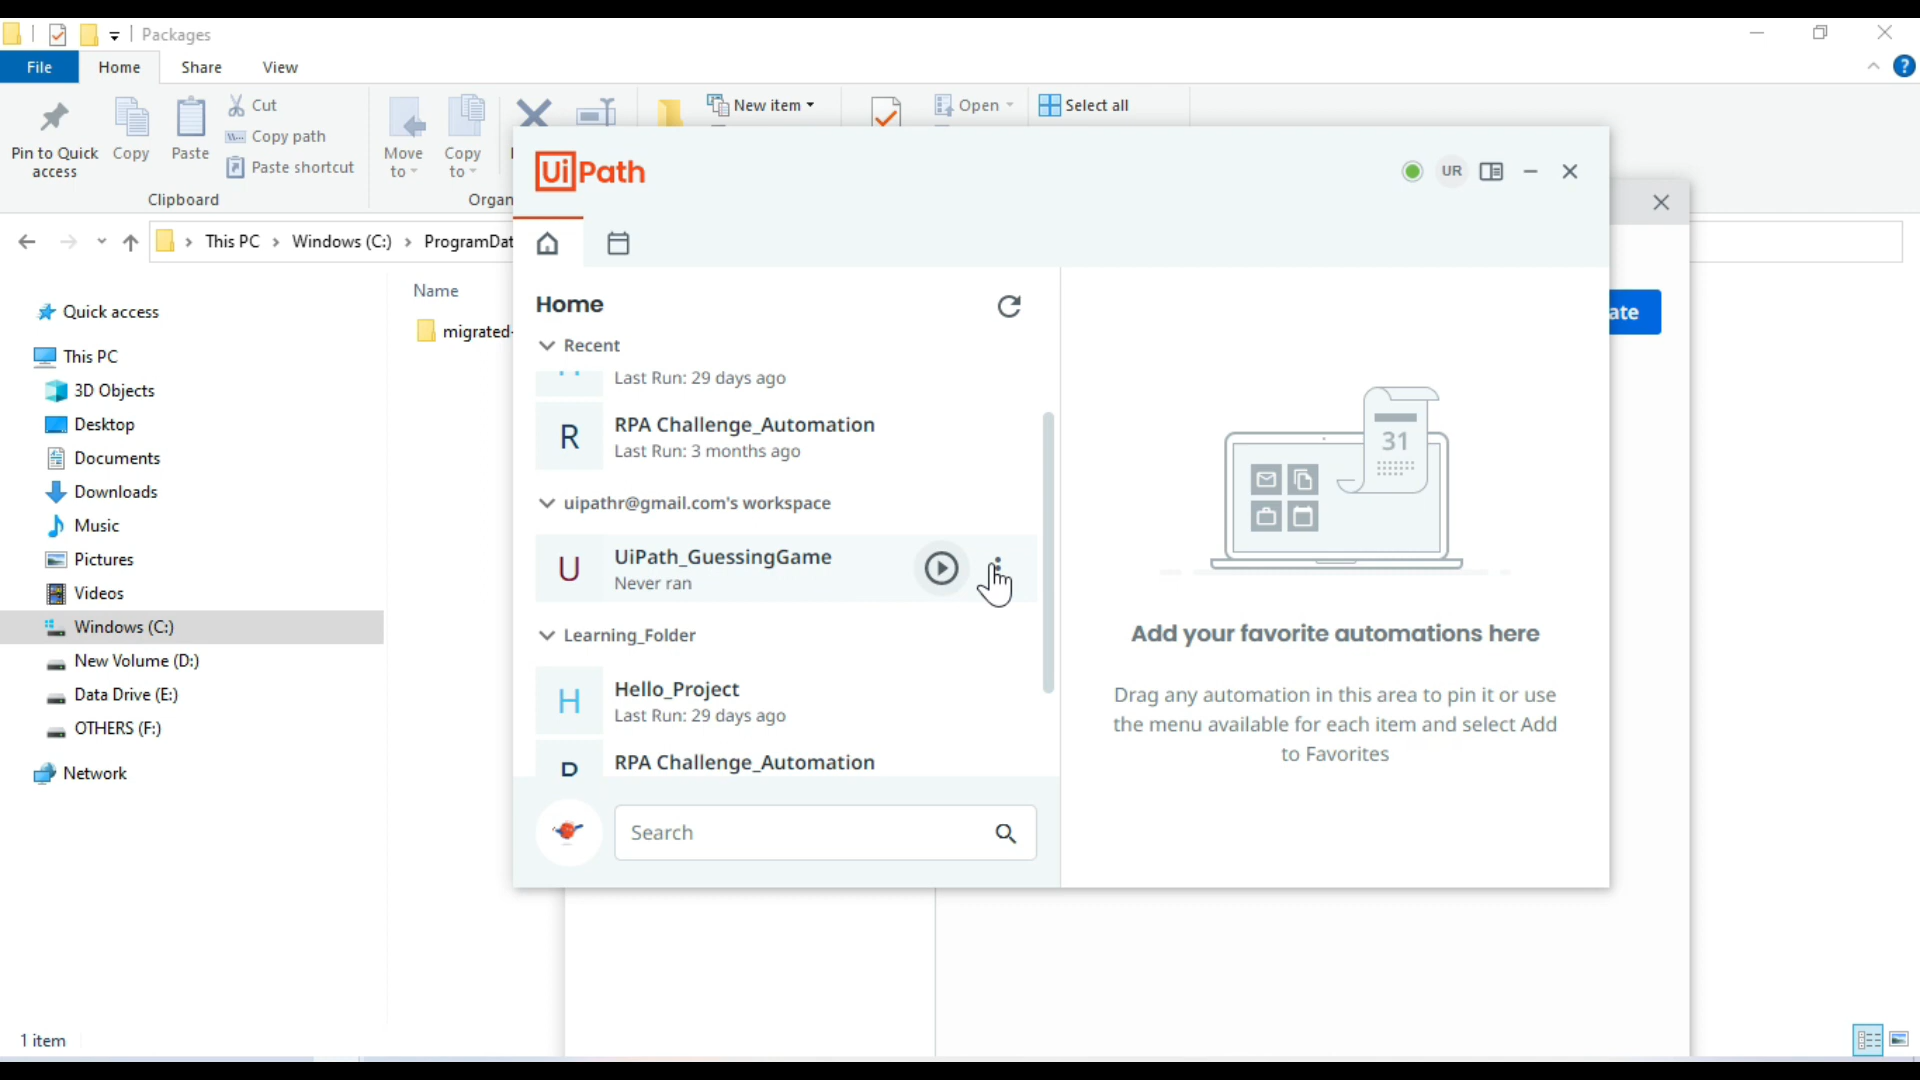 Packages
File Home Share View
Pin to Quick access
Copy
Paste
Cut
Copy path
Paste shortcut
Clipboard
Move to
Copy to
New item
Open
Select all
Organ
This PC > Windows (C:) > ProgramDat
Quick access
This PC
3D Objects
Desktop
Documents
Downloads
Music
Pictures
Videos
Windows (C:)
New Volume (D:)
Data Drive (E:)
OTHERS (F:)
Network
1 item
Name
migrated-
UiPath
UR
Home
Recent
Last Run: 29 days ago
R
RPA Challenge_Automation
Last Run: 3 months ago
uipathr@gmail.com's workspace
U
UiPath_GuessingGame
Never ran
Learning_Folder
H
Hello_Project
Last Run: 29 days ago
RPA Challenge_Automation
Search
31
Add your favorite automations here
Drag any automation in this area to pin it or use
the menu available for each item and select Add
to Favorites
ate